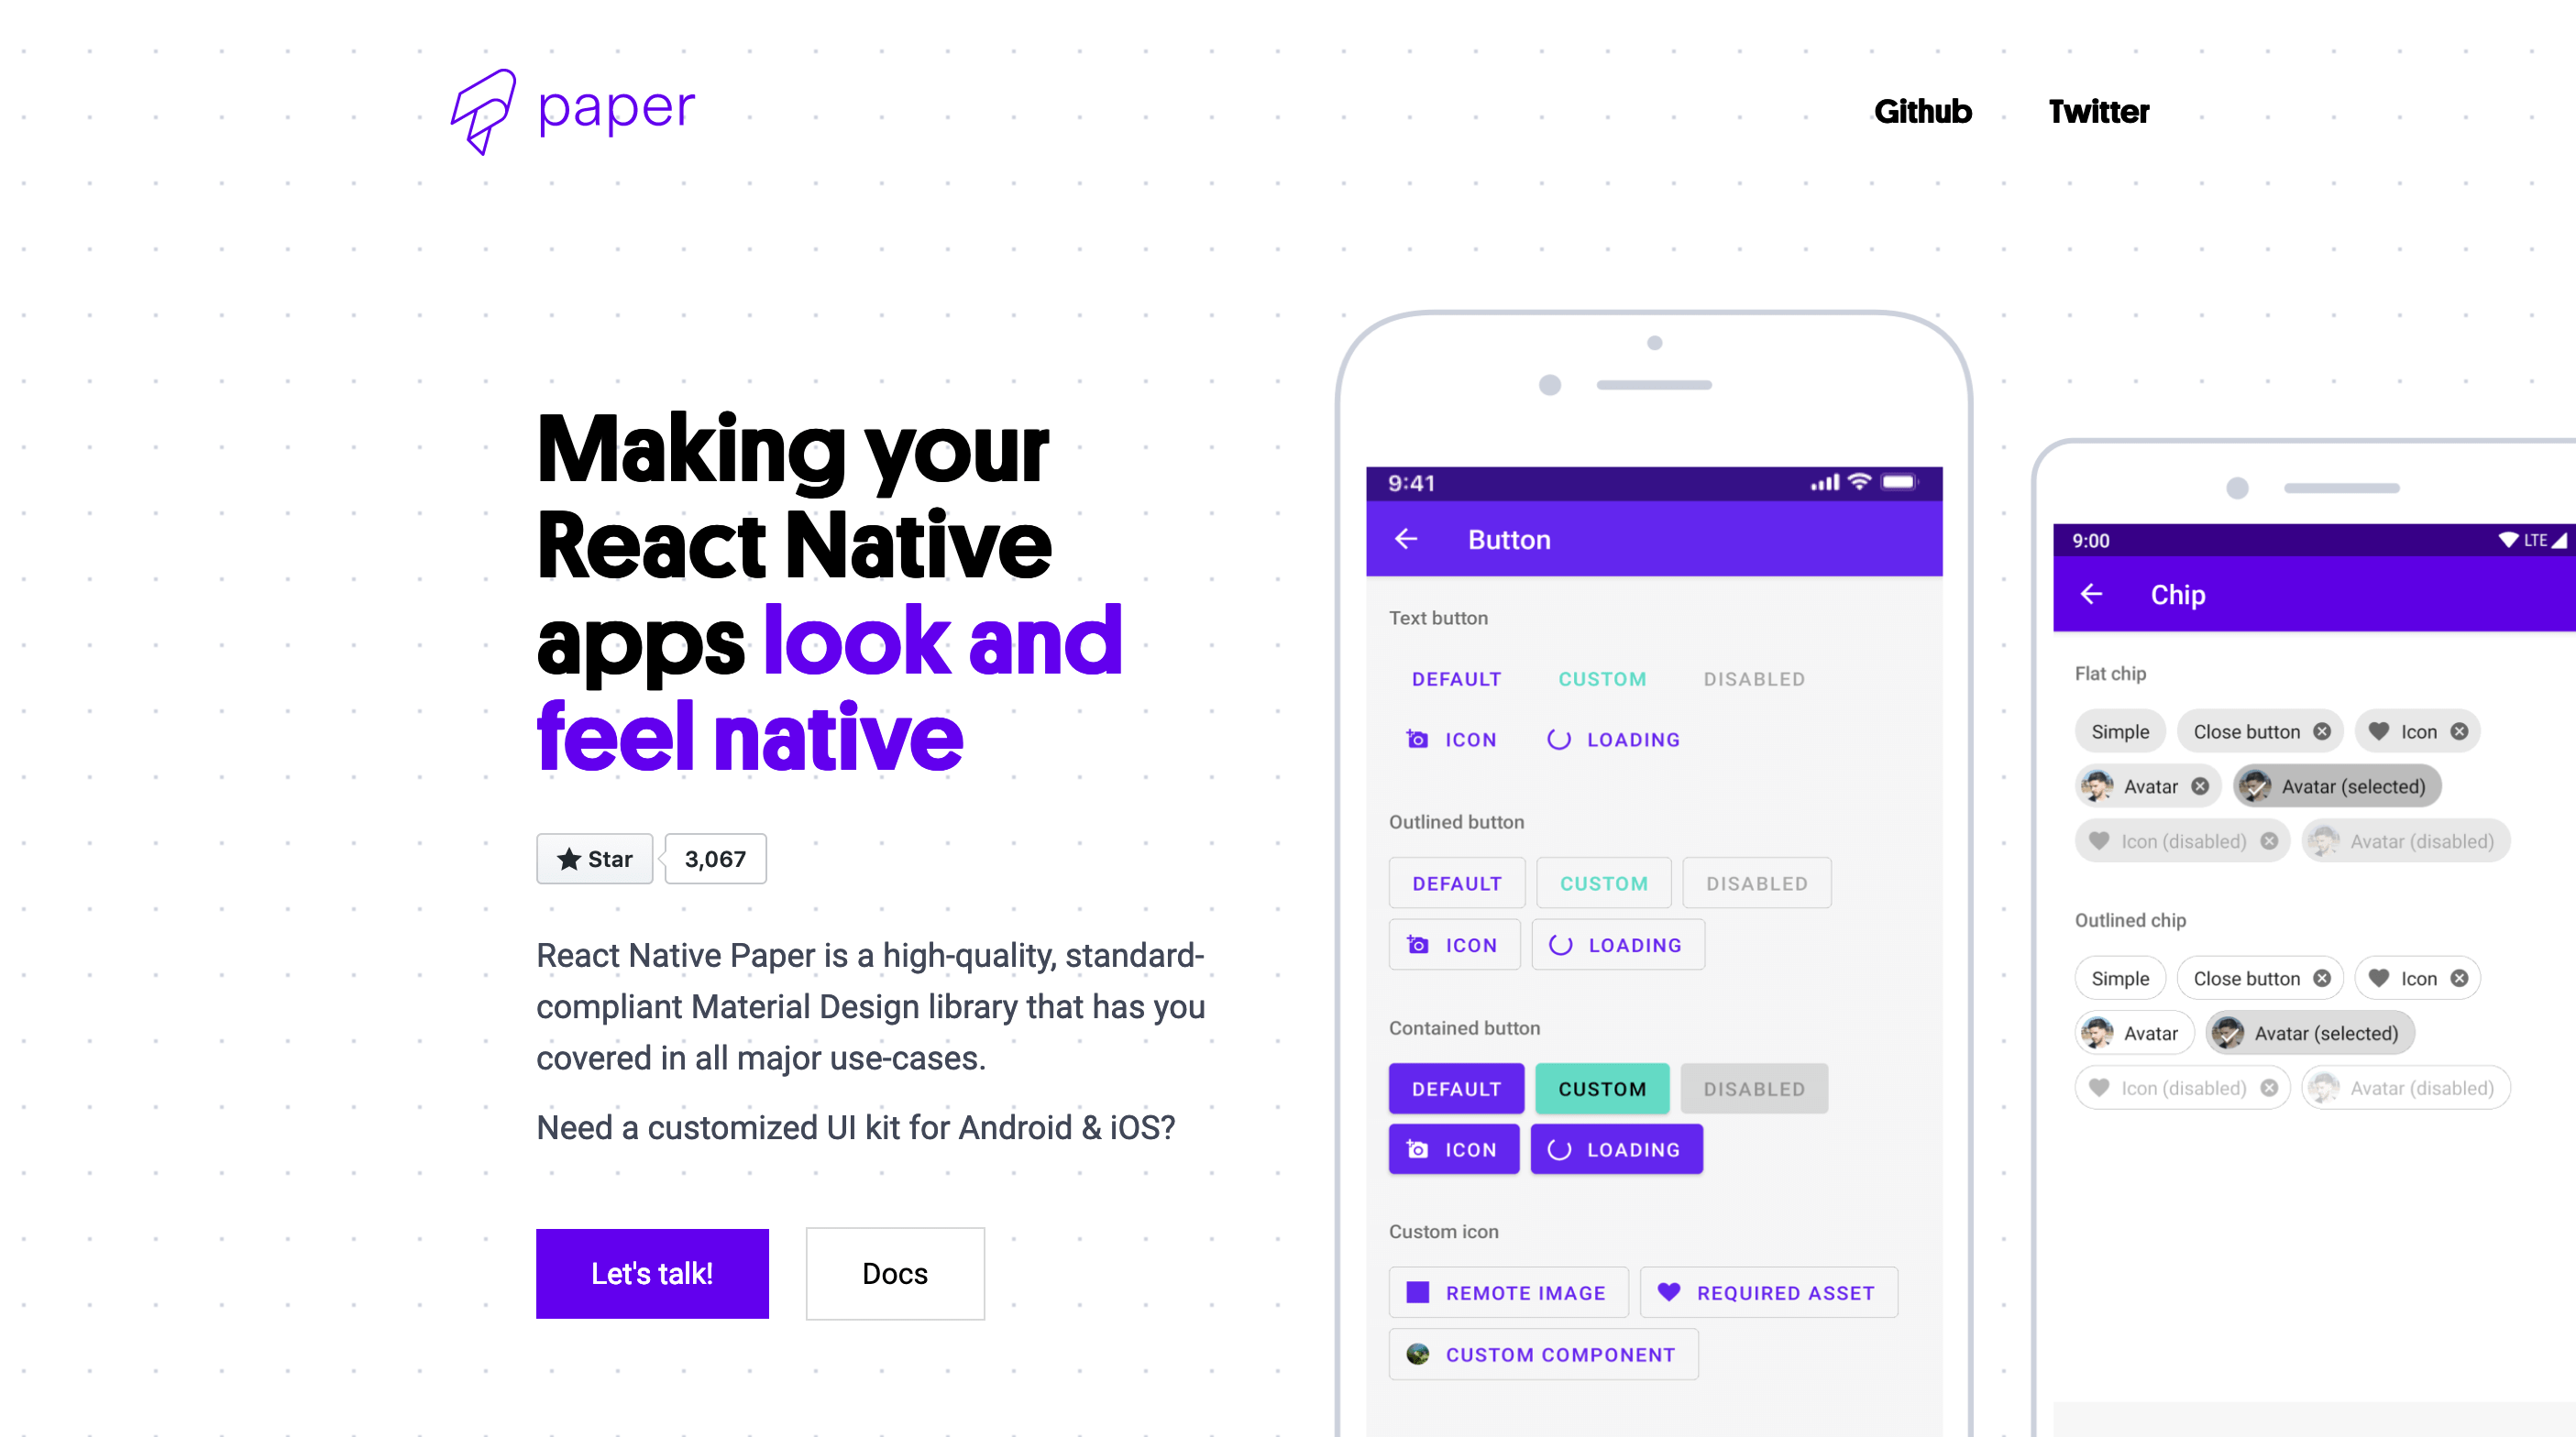 paper
Github
Twitter
Making your
React Native
apps look and
feel native
Star
3,067
React Native Paper is a high-quality, standard-
compliant Material Design library that has you
covered in all major use-cases.
Need a customized UI kit for Android & iOS?
Let's talk!
Docs
9:41
Button
Text button
DEFAULT
CUSTOM
DISABLED
ICON
LOADING
Outlined button
DEFAULT
CUSTOM
DISABLED
ICON
LOADING
Contained button
DEFAULT
CUSTOM
DISABLED
ICON
LOADING
Custom icon
REMOTE IMAGE
REQUIRED ASSET
CUSTOM COMPONENT
9:00
LTE
Chip
Flat chip
Simple
Close button
Icon
Avatar
Avatar (selected)
Icon (disabled)
Avatar (disabled)
Outlined chip
Simple
Close button
Icon
Avatar
Avatar (selected)
Icon (disabled)
Avatar (disabled)